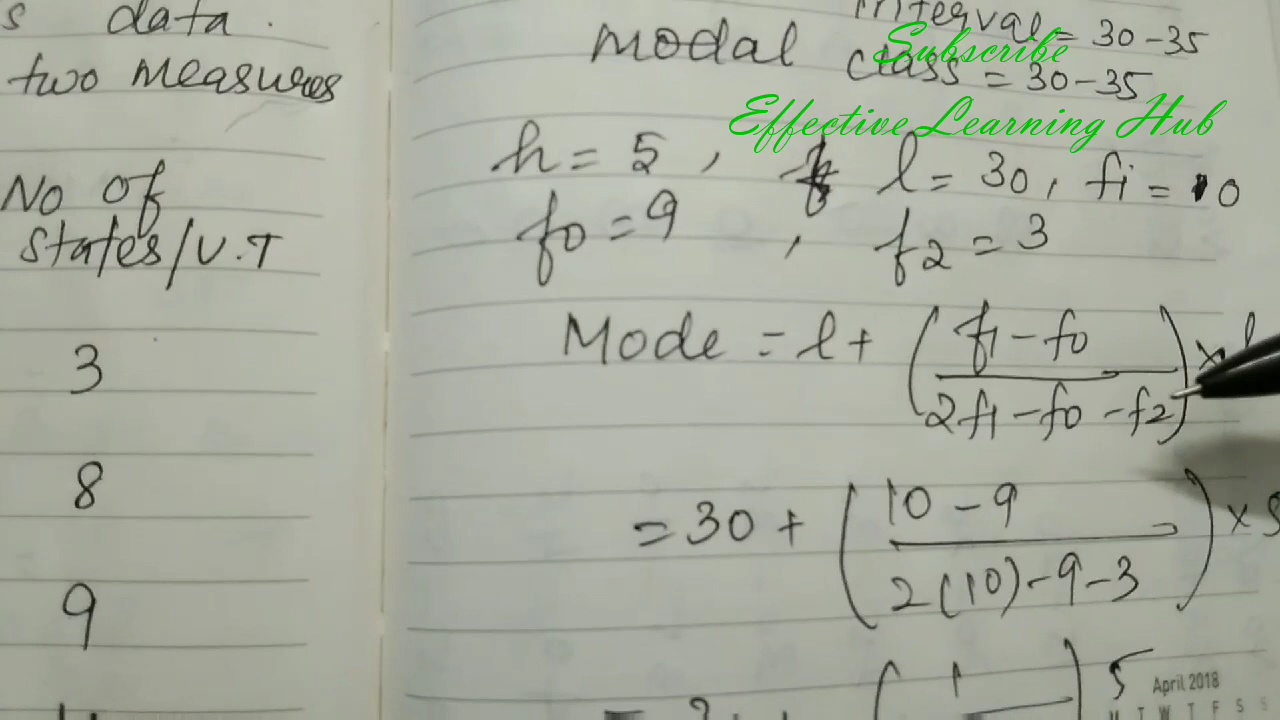 s data.
two measures
No of
states/U.T
3
8
9
interval = 30-35
Modal class = 30-35
Subscribe
Effective Learning Hub
h = 5, l = 30, f1 = 10
f0 = 9, f2 = 3
Mode = l + (f1 - f0 / 2f1 - f0 - f2) ×
= 30 + (10 - 9 / 2(10) - 9 - 3) × 5
( 1 ) 5
April 2018
M T W T F S S